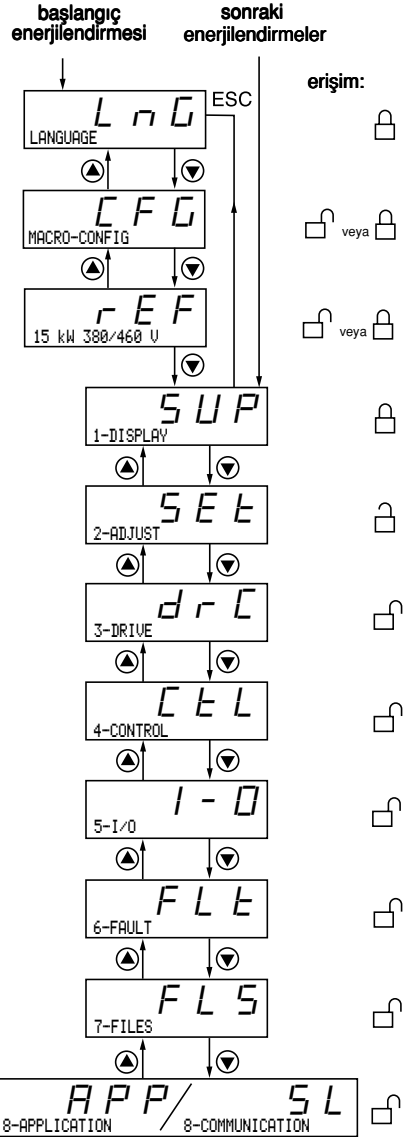 başlangıç enerjilendirmesi
sonraki enerjilendirmeler
erişim:
LnG
ESC
LANGUAGE
CFG
MACRO-CONFIG
veya
rEF
15 kW 380/460 V
veya
SUP
1-DISPLAY
SEt
2-ADJUST
drC
3-DRIVE
CtL
4-CONTROL
I-O
5-I/O
FLt
6-FAULT
FLS
7-FILES
APP/ SL
8-APPLICATION 8-COMMUNICATION